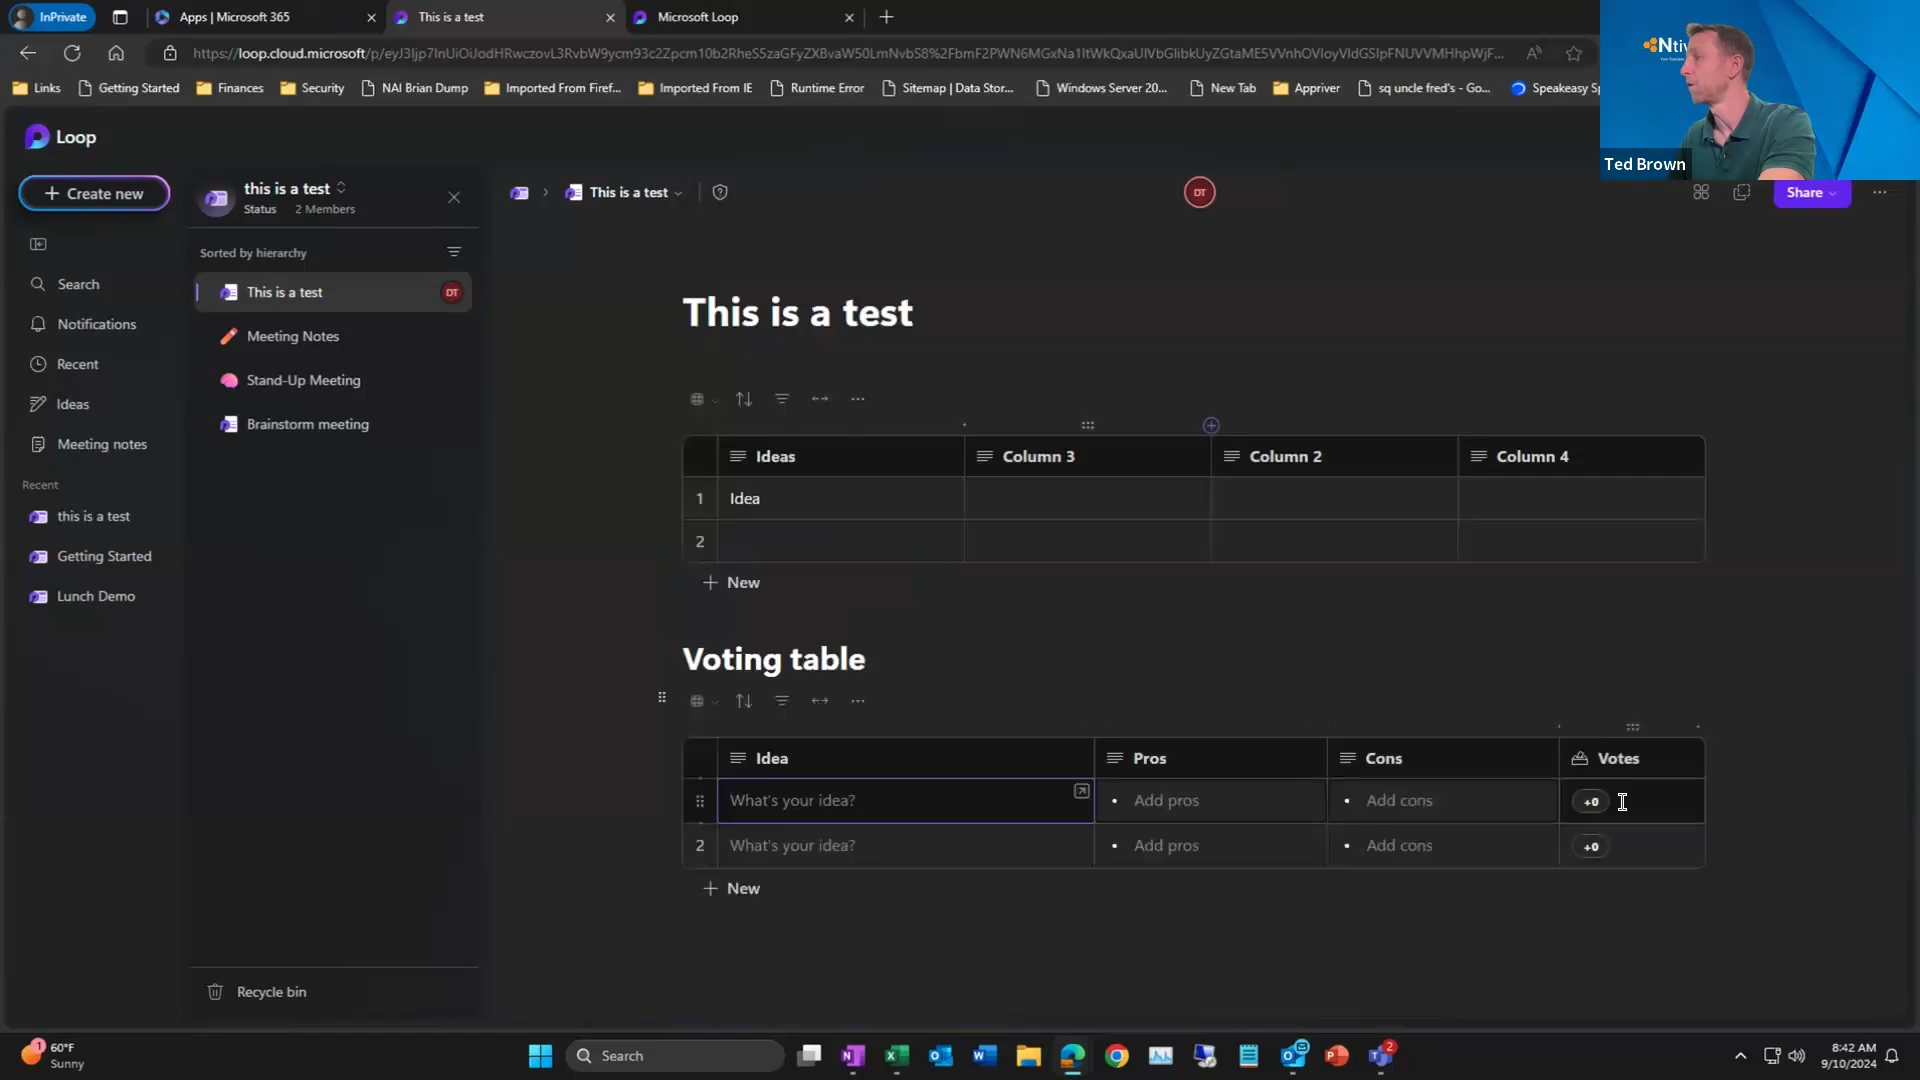 InPrivate
Apps | Microsoft 365
This is a test
Microsoft Loop
Links
Getting Started
Finances
Security
NAI Brian Dump
Imported From Firef...
Imported From IE
Runtime Error
Sitemap | Data Stor...
Windows Server 20...
New Tab
Appriver
sq uncle fred's - Go...
Speakeasy Sp
Ntiv
Ted Brown
Loop
Create new
this is a test
Status 2 Members
This is a test
DT
Share
Sorted by hierarchy
Search
Notifications
Recent
Ideas
Meeting notes
Recent
this is a test
Getting Started
Lunch Demo
This is a test DT
Meeting Notes
Stand-Up Meeting
Brainstorm meeting
Recycle bin
This is a test
Ideas Column 3 Column 2 Column 4
1 Idea
2
New
Voting table
Idea Pros Cons Votes
What's your idea? • Add pros • Add cons +0
2 What's your idea? • Add pros • Add cons +0
New
1
60°F
Sunny
Search
2
8:42 AM
9/10/2024